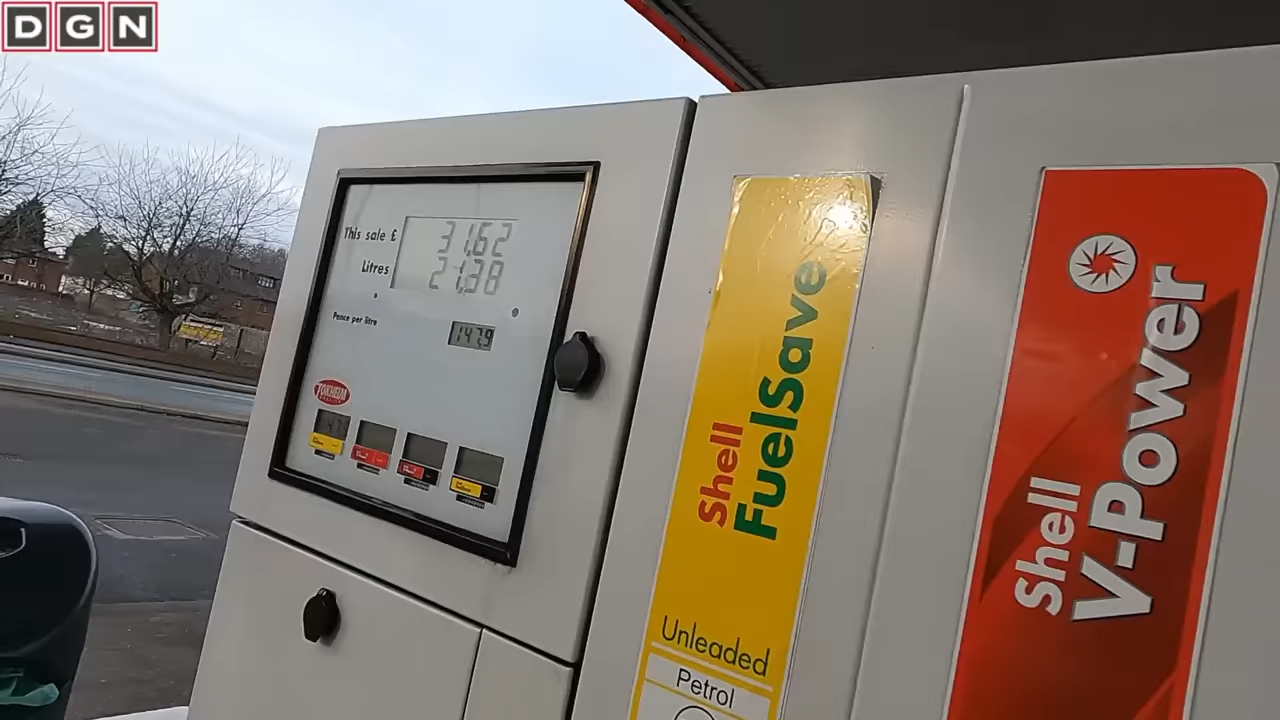 DGN
This sale £ 31.62
Litres 21.38
Pence per litre 147.9
TOKHEIM
Shell
FuelSave
Unleaded
Petrol
Shell
V-Power